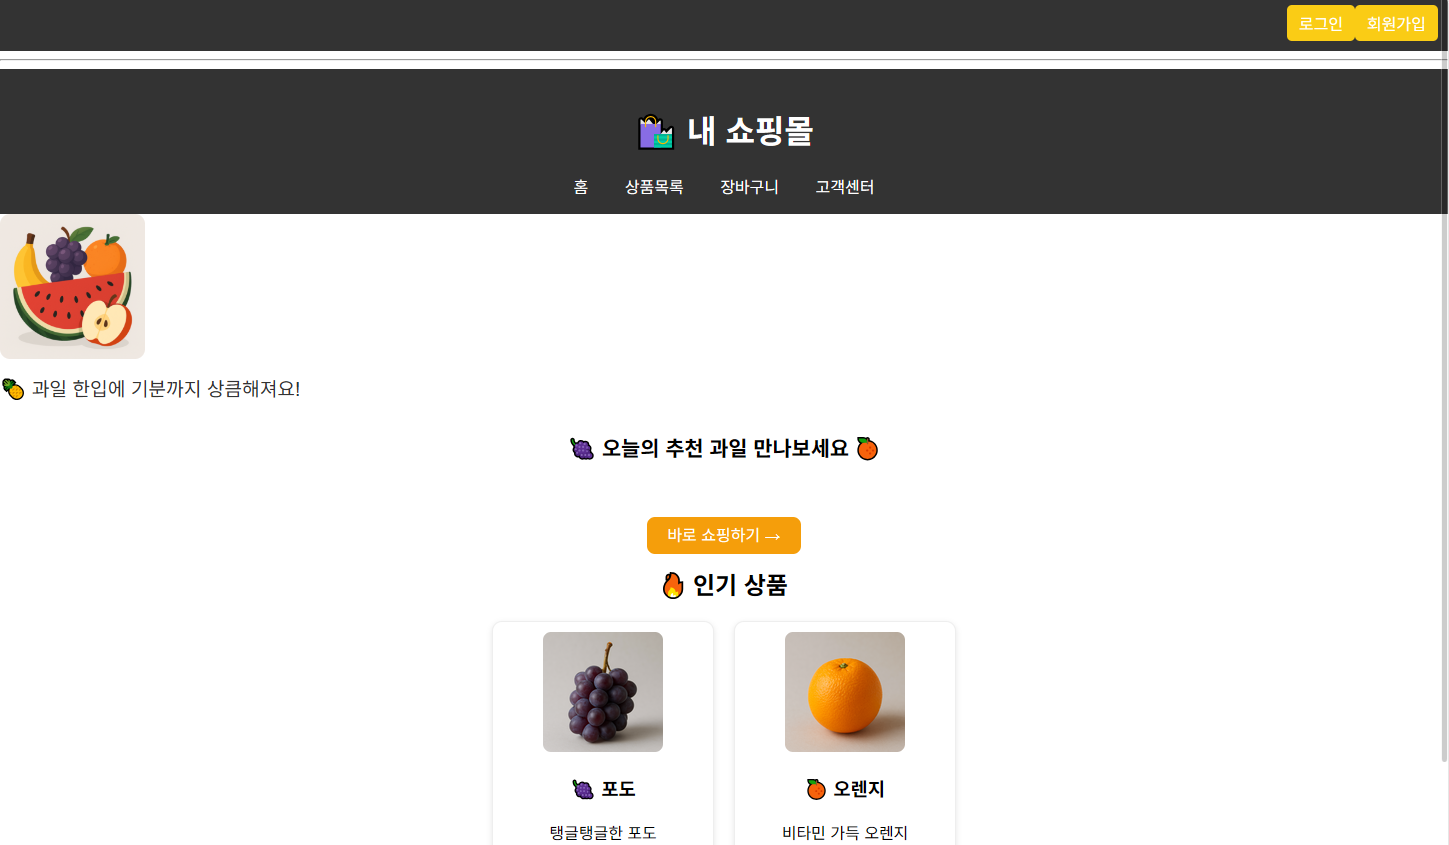 로그인 회원가입
내 쇼핑몰
홈 상품목록 장바구니 고객센터
과일 한입에 기분까지 상큼해져요!
오늘의 추천 과일 만나보세요
바로 쇼핑하기 →
인기 상품
포도 오렌지
탱글탱글한 포도 비타민 가득 오렌지